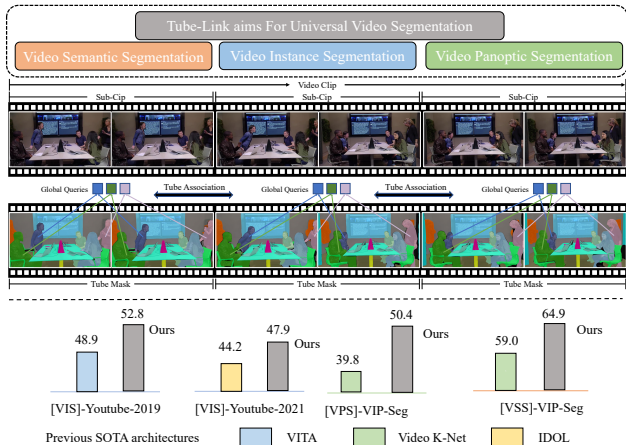 Tube-Link aims For Universal Video Segmentation
Video Semantic Segmentation
Video Instance Segmentation
Video Panoptic Segmentation
Video Clip
Sub-Cip
Sub-Cip
Sub-Cip
Global Queries
Tube Association
Global Queries
Tube Association
Global Queries
Tube Mask
Tube Mask
Tube Mask
48.9
52.8
Ours
[VIS]-Youtube-2019
44.2
47.9
Ours
[VIS]-Youtube-2021
39.8
50.4
Ours
[VPS]-VIP-Seg
59.0
64.9
Ours
[VSS]-VIP-Seg
Previous SOTA architectures
VITA
Video K-Net
IDOL